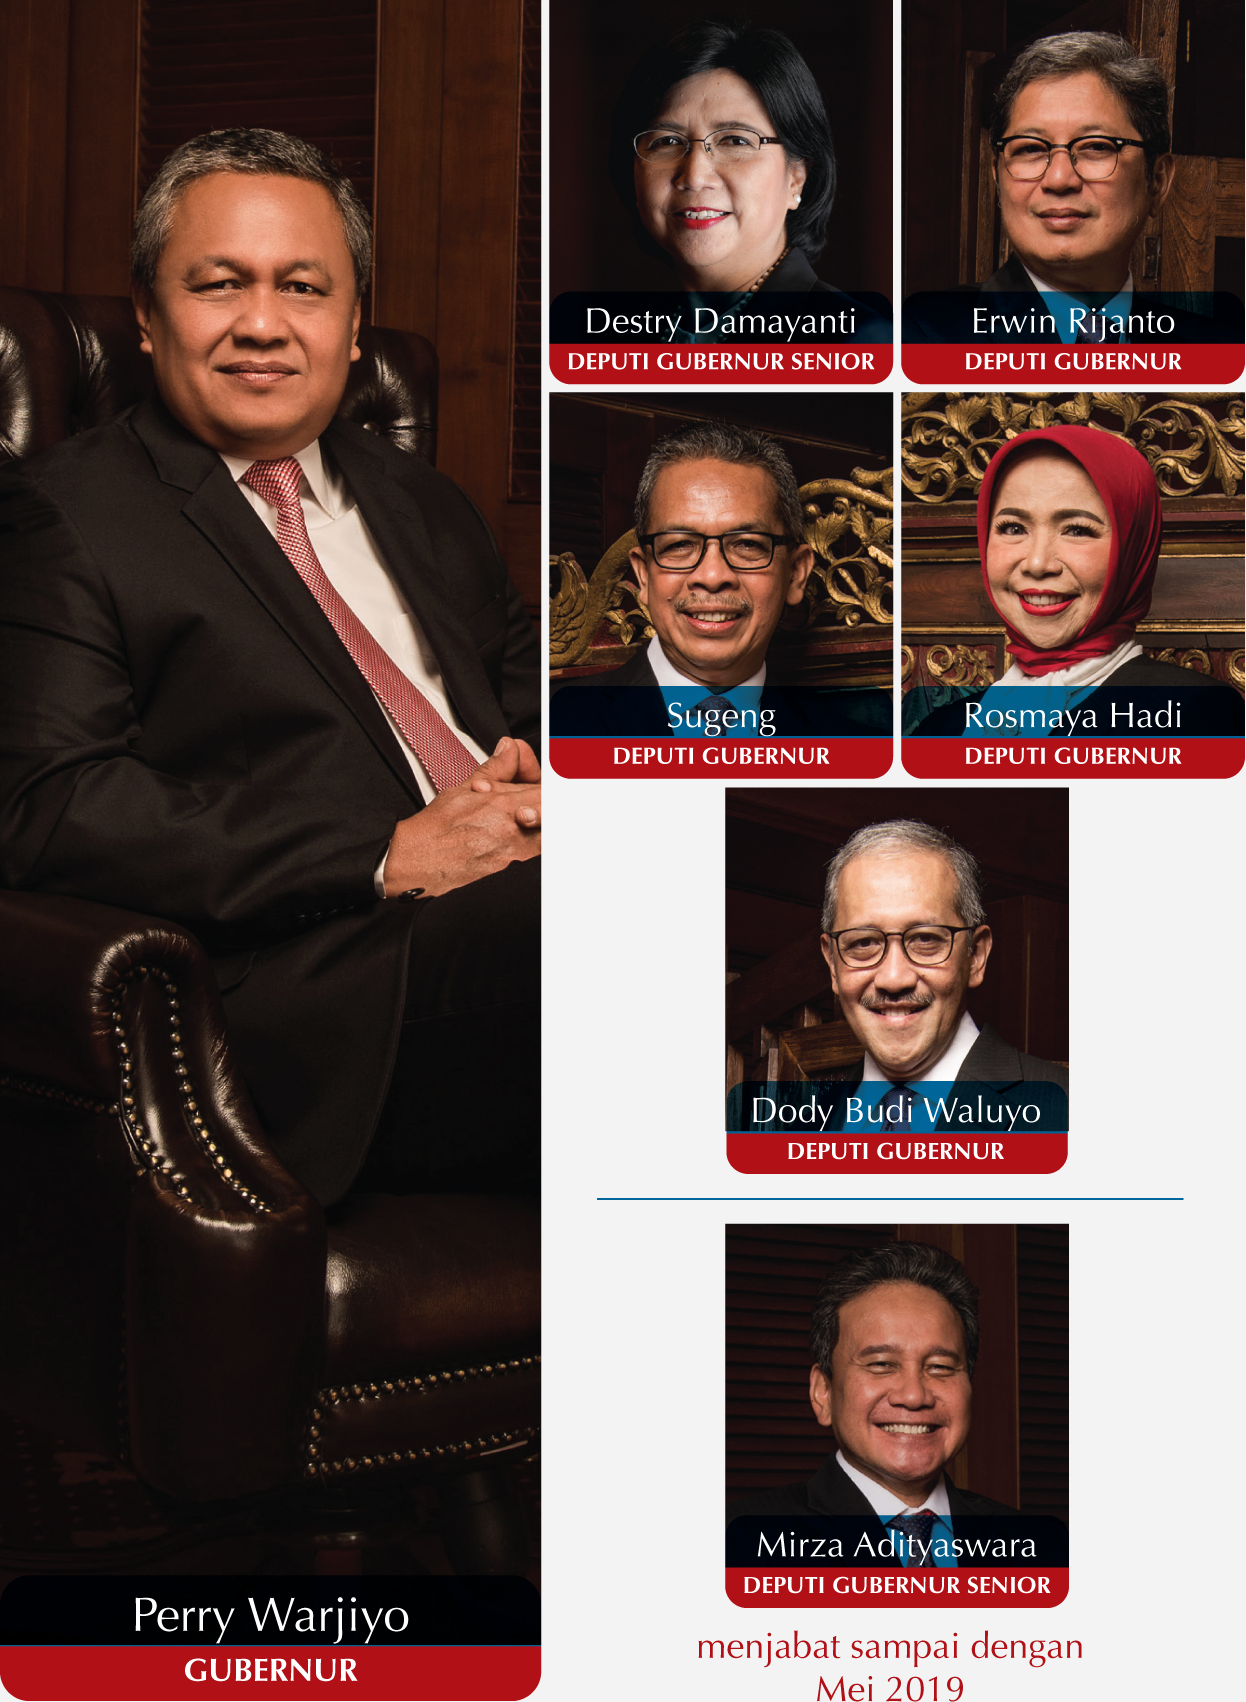 Destry Damayanti
DEPUTI GUBERNUR SENIOR
Erwin Rijanto
DEPUTI GUBERNUR
Sugeng
DEPUTI GUBERNUR
Rosmaya Hadi
DEPUTI GUBERNUR
Dody Budi Waluyo
DEPUTI GUBERNUR
Mirza Adityaswara
DEPUTI GUBERNUR SENIOR
menjabat sampai dengan
Mei 2019
Perry Warjiyo
GUBERNUR